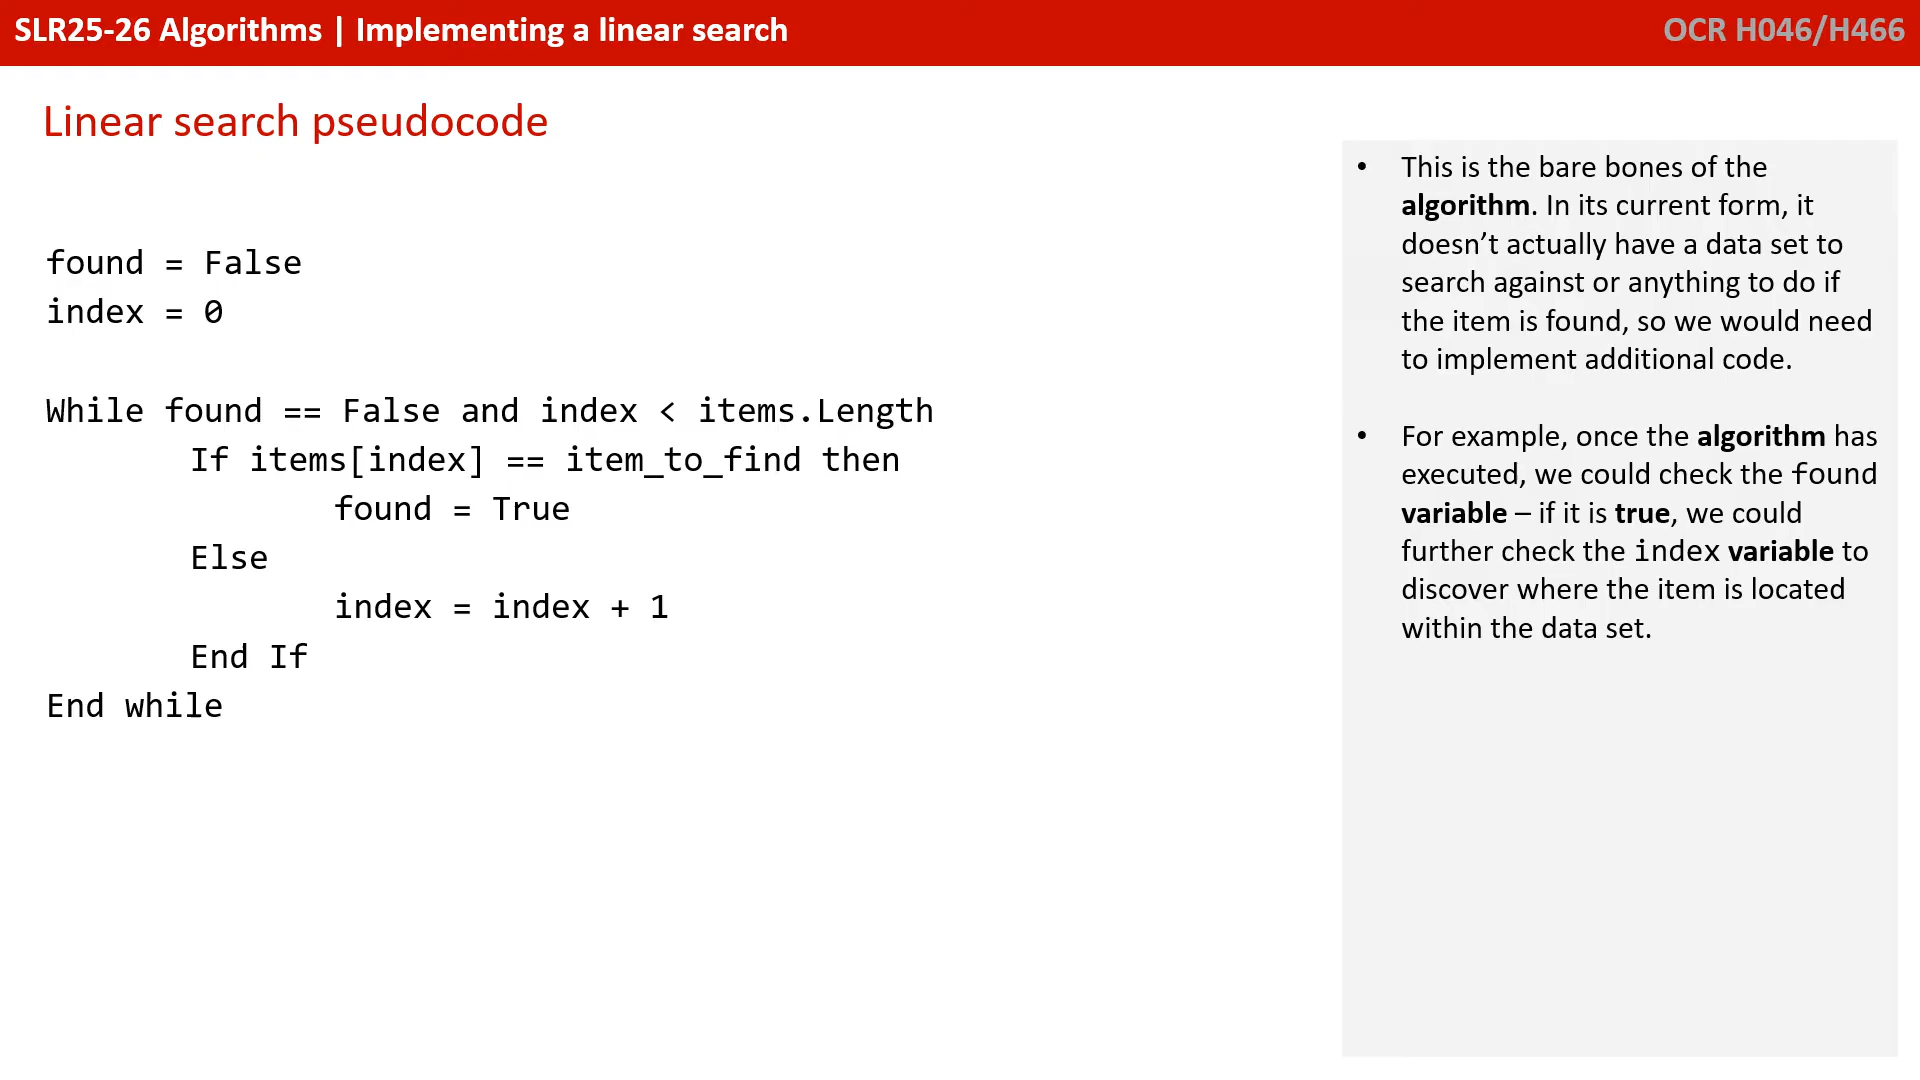 SLR25-26 Algorithms | Implementing a linear search
OCR H046/H466
Linear search pseudocode
found = False
index = 0
While found == False and index < items.Length
If items[index] == item_to_find then
found = True
Else
index = index + 1
End If
End while
• This is the bare bones of the
algorithm. In its current form, it
doesn’t actually have a data set to
search against or anything to do if
the item is found, so we would need
to implement additional code.
• For example, once the algorithm has
executed, we could check the found
variable – if it is true, we could
further check the index variable to
discover where the item is located
within the data set.